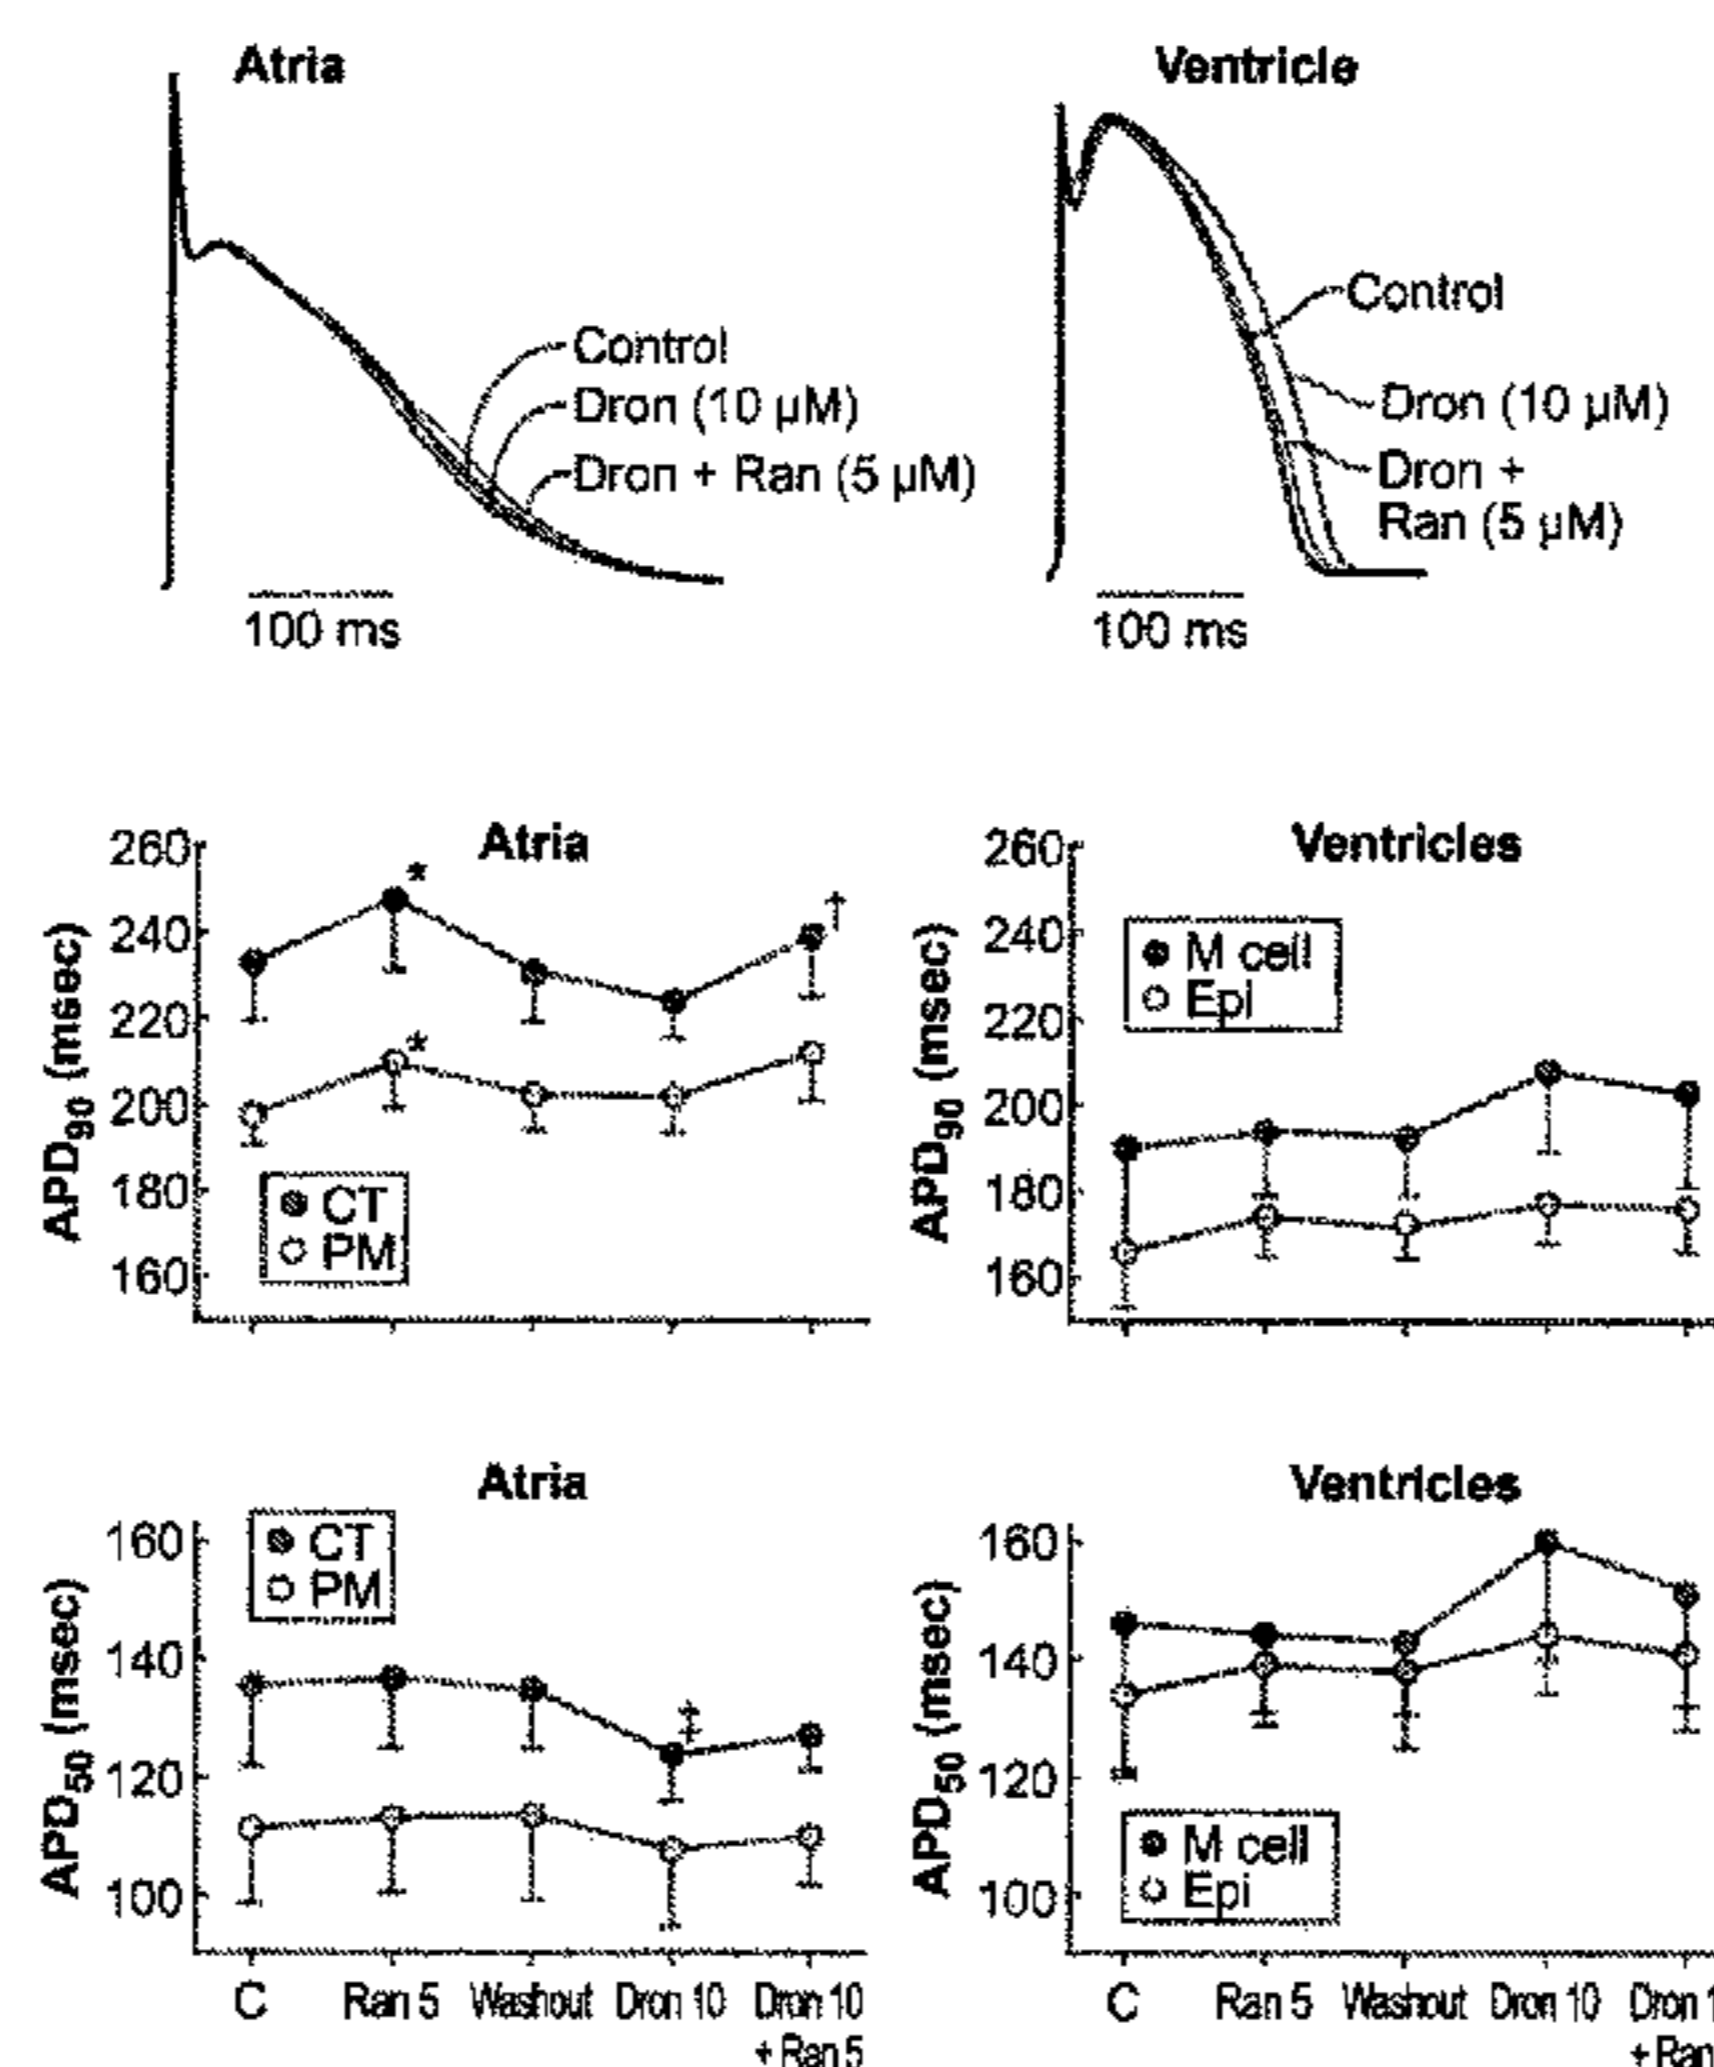 Atria
Ventricle
Control
Dron (10 µM)
Dron + Ran (5 µM)
100 ms
Control
Dron (10 µM)
Dron +
Ran (5 µM)
100 ms
Atria
APD90 (msec)
260
240
220
200
180
160
*
*
†
CT
PM
Ventricles
APD90 (msec)
260
240
220
200
180
160
M cell
Epi
Atria
APD50 (msec)
160
140
120
100
CT
PM
‡
C
Ran 5
Washout
Dron 10
Dron 10
+ Ran 5
Ventricles
APD50 (msec)
160
140
120
100
M cell
Epi
C
Ran 5
Washout
Dron 10
Dron 1
+ Ran